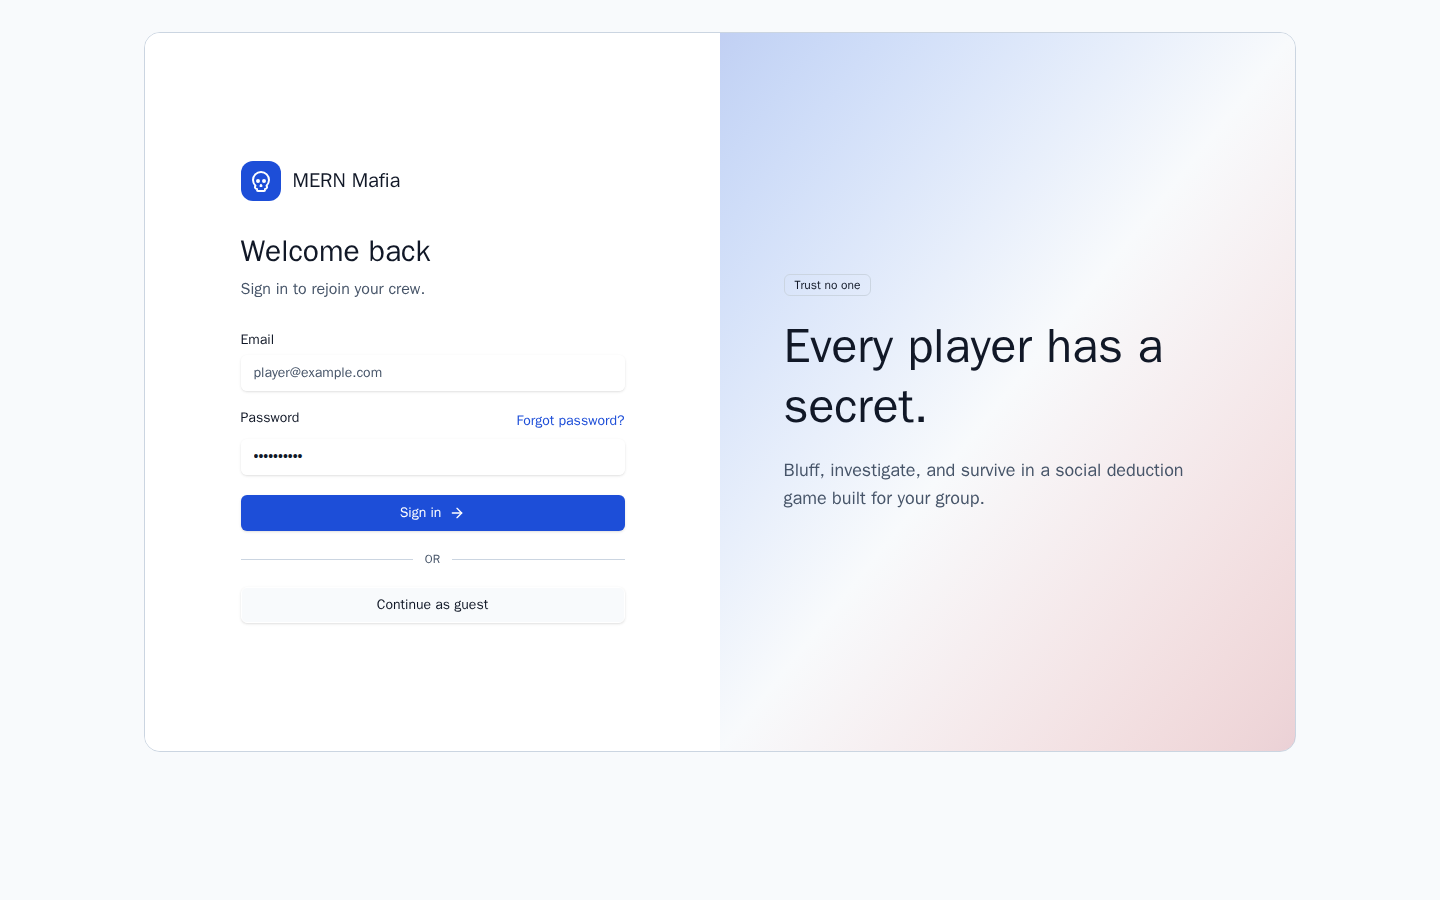 MERN Mafia
Welcome back
Sign in to rejoin your crew.
Email
player@example.com
Password
Forgot password?
••••••••••
Sign in
OR
Continue as guest
Trust no one
Every player has a
secret.
Bluff, investigate, and survive in a social deduction
game built for your group.